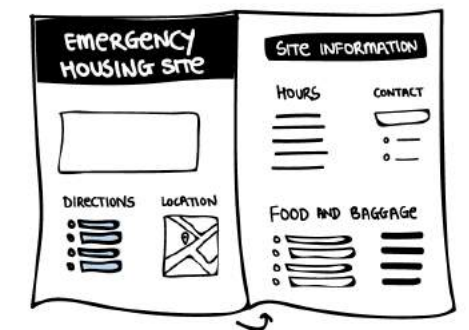 EMERGENCY
HOUSING SITE
DIRECTIONS
LOCATION
SITE INFORMATION
HOURS
CONTACT
FOOD AND BAGGAGE